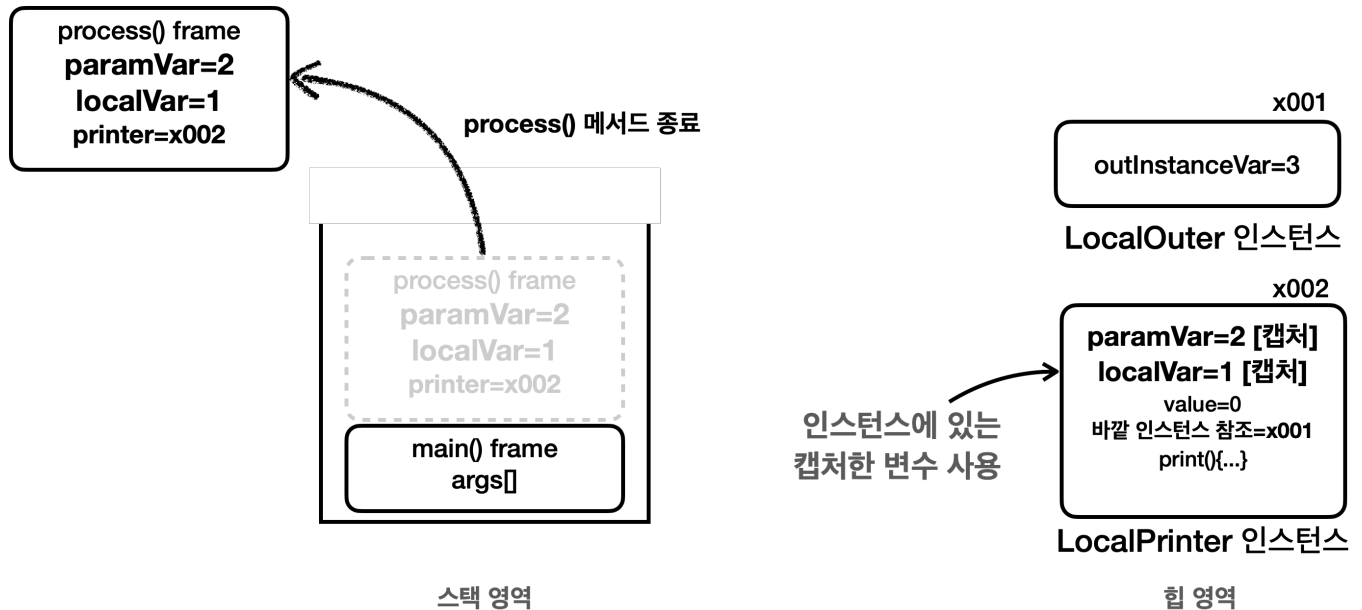 process() frame
paramVar=2
localVar=1
printer=x002
process() 메서드 종료
process() frame
paramVar=2
localVar=1
printer=x002
main() frame
args[]
스택 영역
x001
outInstanceVar=3
LocalOuter 인스턴스
x002
paramVar=2 [캡처]
localVar=1 [캡처]
value=0
바깥 인스턴스 참조=x001
print(){...}
LocalPrinter 인스턴스
인스턴스에 있는
캡처한 변수 사용
힙 영역